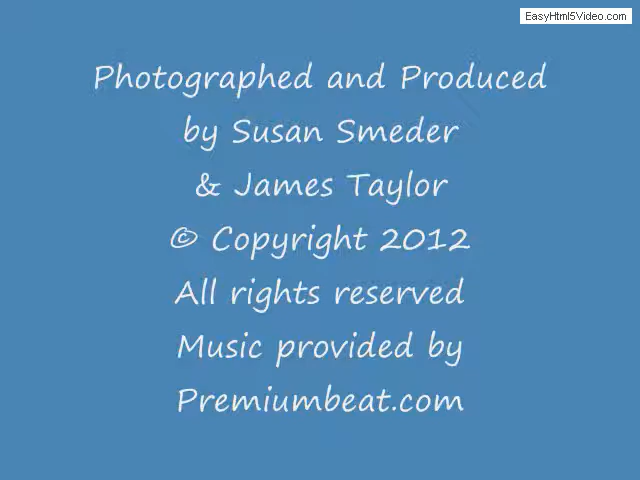 EasyHtml5Video.com
Photographed and Produced
by Susan Smeder
& James Taylor
© Copyright 2012
All rights reserved
Music provided by
Premiumbeat.com